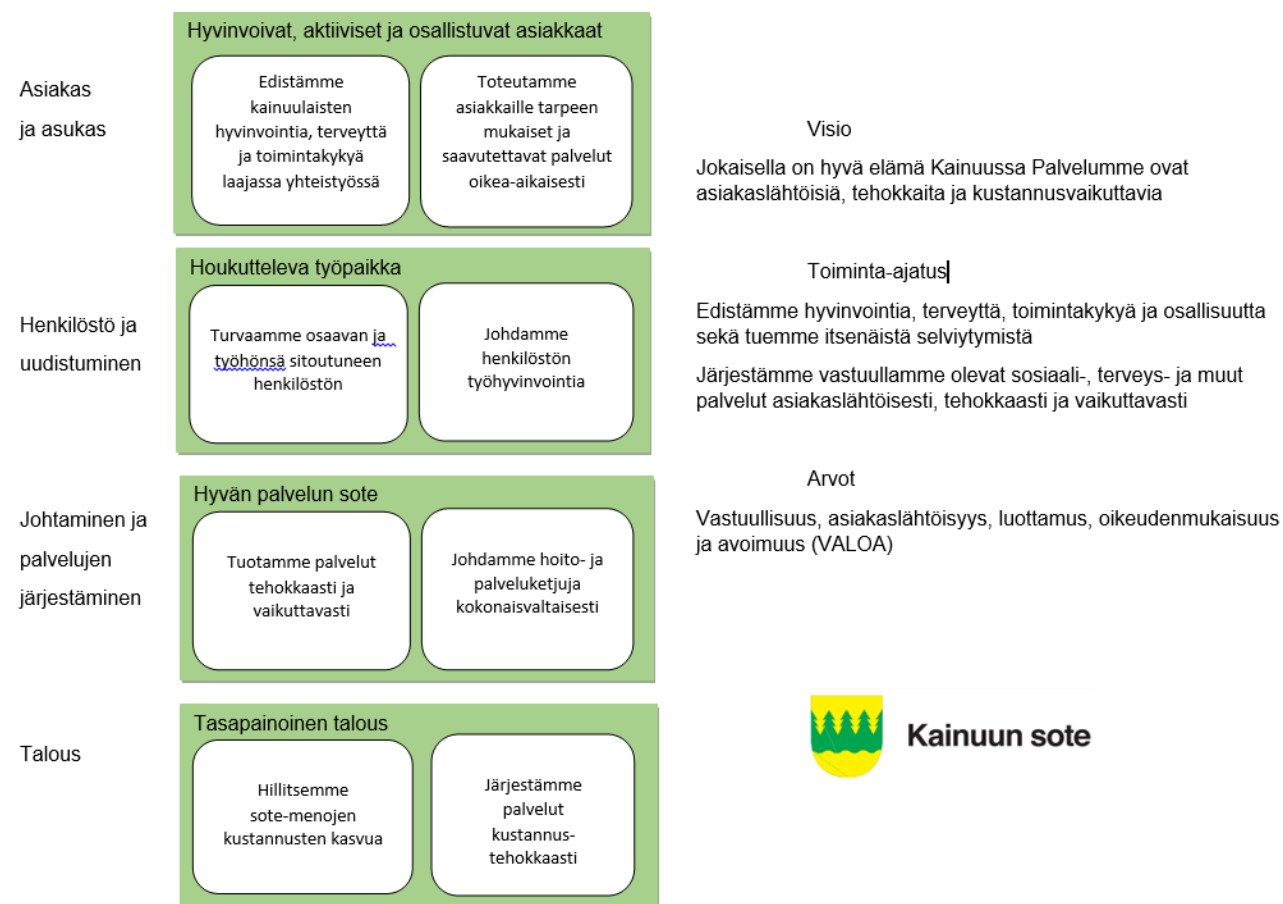 Hyvinvoivat, aktiiviset ja osallistuvat asiakkaat
Asiakas
ja asukas
Edistämme
kainuulaisten
hyvinvointia, terveyttä
ja toimintakykyä
laajassa yhteistyössä
Toteutamme
asiakkaille tarpeen
mukaiset ja
saavutettavat palvelut
oikea-aikaisesti
Houkutteleva työpaikka
Henkilöstö ja
uudistuminen
Turvaamme osaavan ja
työhönsä sitoutuneen
henkilöstön
Johdamme
henkilöstön
työhyvinvointia
Hyvän palvelun sote
Johtaminen ja
palvelujen
järjestäminen
Tuotamme palvelut
tehokkaasti ja
vaikuttavasti
Johdamme hoito- ja
palveluketjuja
kokonaisvaltaisesti
Tasapainoinen talous
Talous
Hillitsemme
sote-menojen
kustannusten kasvua
Järjestämme
palvelut
kustannus-
tehokkaasti
Visio
Jokaisella on hyvä elämä Kainuussa Palvelumme ovat
asiakaslähtöisiä, tehokkaita ja kustannusvaikuttavia
Toiminta-ajatus
Edistämme hyvinvointia, terveyttä, toimintakykyä ja osallisuutta
sekä tuemme itsenäistä selviytymistä
Järjestämme vastuullamme olevat sosiaali-, terveys- ja muut
palvelut asiakaslähtöisesti, tehokkaasti ja vaikuttavasti
Arvot
Vastuullisuus, asiakaslähtöisyys, luottamus, oikeudenmukaisuus
ja avoimuus (VALOA)
Kainuun sote